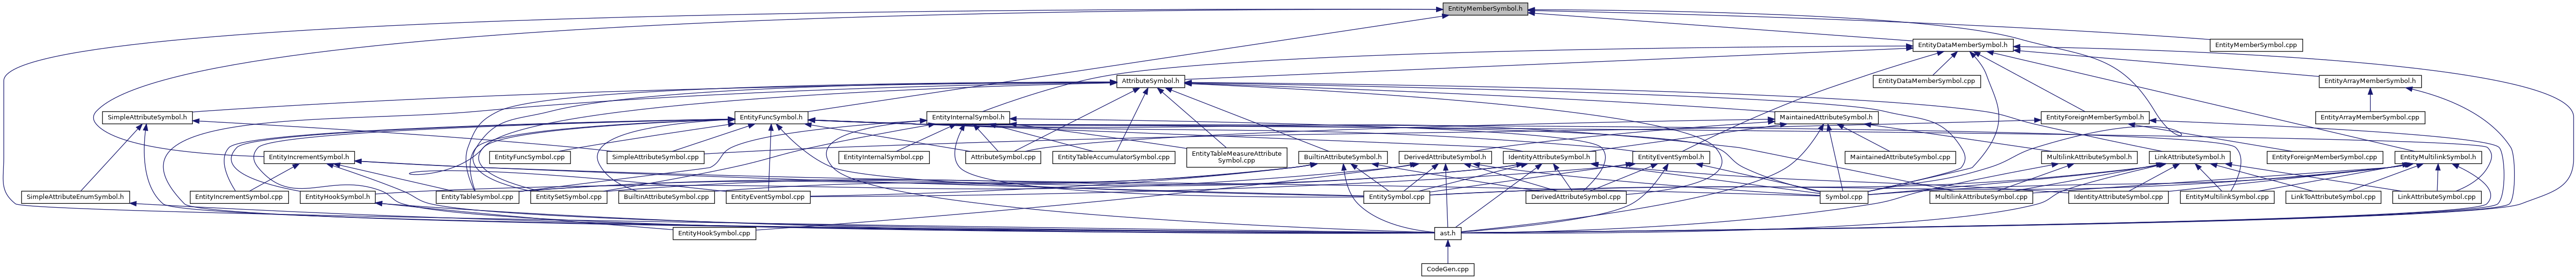 EntityMemberSymbol.h
EntityDataMemberSymbol.h
EntityMemberSymbol.cpp
AttributeSymbol.h
EntityDataMemberSymbol.cpp
EntityArrayMemberSymbol.h
SimpleAttributeSymbol.h
EntityFuncSymbol.h
EntityInternalSymbol.h
MaintainedAttributeSymbol.h
EntityForeignMemberSymbol.h
EntityArrayMemberSymbol.cpp
EntityIncrementSymbol.h
EntityFuncSymbol.cpp
SimpleAttributeSymbol.cpp
EntityInternalSymbol.cpp
AttributeSymbol.cpp
EntityTableAccumulatorSymbol.cpp
EntityTableMeasureAttribute
Symbol.cpp
BuiltinAttributeSymbol.h
DerivedAttributeSymbol.h
IdentityAttributeSymbol.h
EntityEventSymbol.h
MaintainedAttributeSymbol.cpp
MultilinkAttributeSymbol.h
LinkAttributeSymbol.h
EntityForeignMemberSymbol.cpp
EntityMultilinkSymbol.h
SimpleAttributeEnumSymbol.h
EntityIncrementSymbol.cpp
EntityHookSymbol.h
EntityTableSymbol.cpp
EntitySetSymbol.cpp
BuiltinAttributeSymbol.cpp
EntityEventSymbol.cpp
EntitySymbol.cpp
DerivedAttributeSymbol.cpp
Symbol.cpp
MultilinkAttributeSymbol.cpp
IdentityAttributeSymbol.cpp
EntityMultilinkSymbol.cpp
LinkToAttributeSymbol.cpp
LinkAttributeSymbol.cpp
EntityHookSymbol.cpp
ast.h
CodeGen.cpp